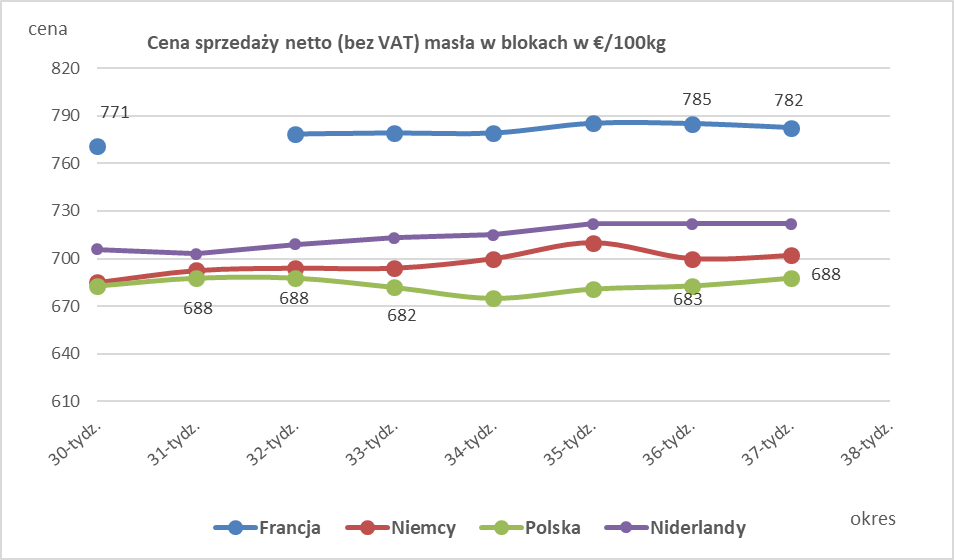 cena
Cena sprzedaży netto (bez VAT) masła w blokach w €/100kg
820
790
760
730
700
670
640
610
771
785
782
688
688
682
683
688
30-tydz.
31-tydz.
32-tydz.
33-tydz.
34-tydz.
35-tydz.
36-tydz.
37-tydz.
38-tydz.
okres
Francja Niemcy Polska Niderlandy